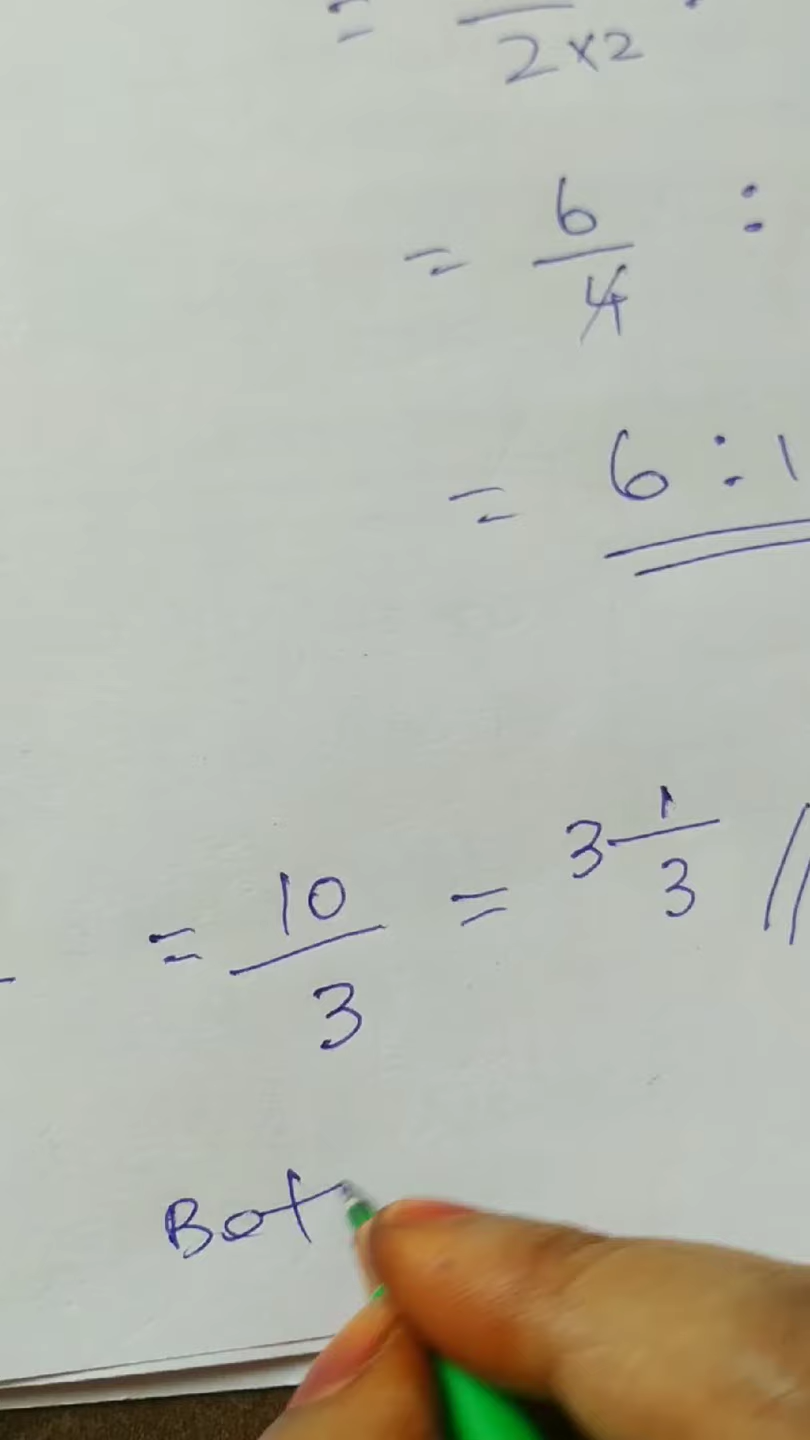 = 2×2
= 6/4 :
= 6 : 1
= 10/3 = 3 1/3 //
Bot